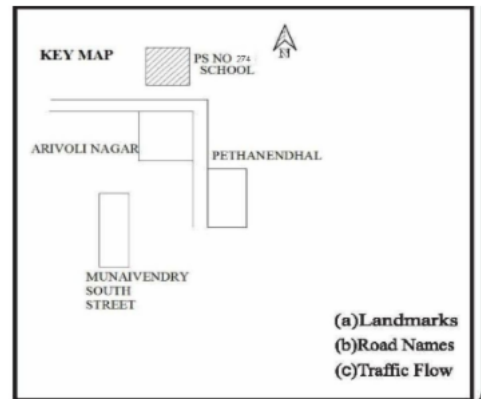 KEY MAP
PS NO 274
SCHOOL
N
ARIVOLI NAGAR
PETHANENDHAL
MUNAIVENDRY
SOUTH
STREET
(a)Landmarks
(b)Road Names
(c)Traffic Flow